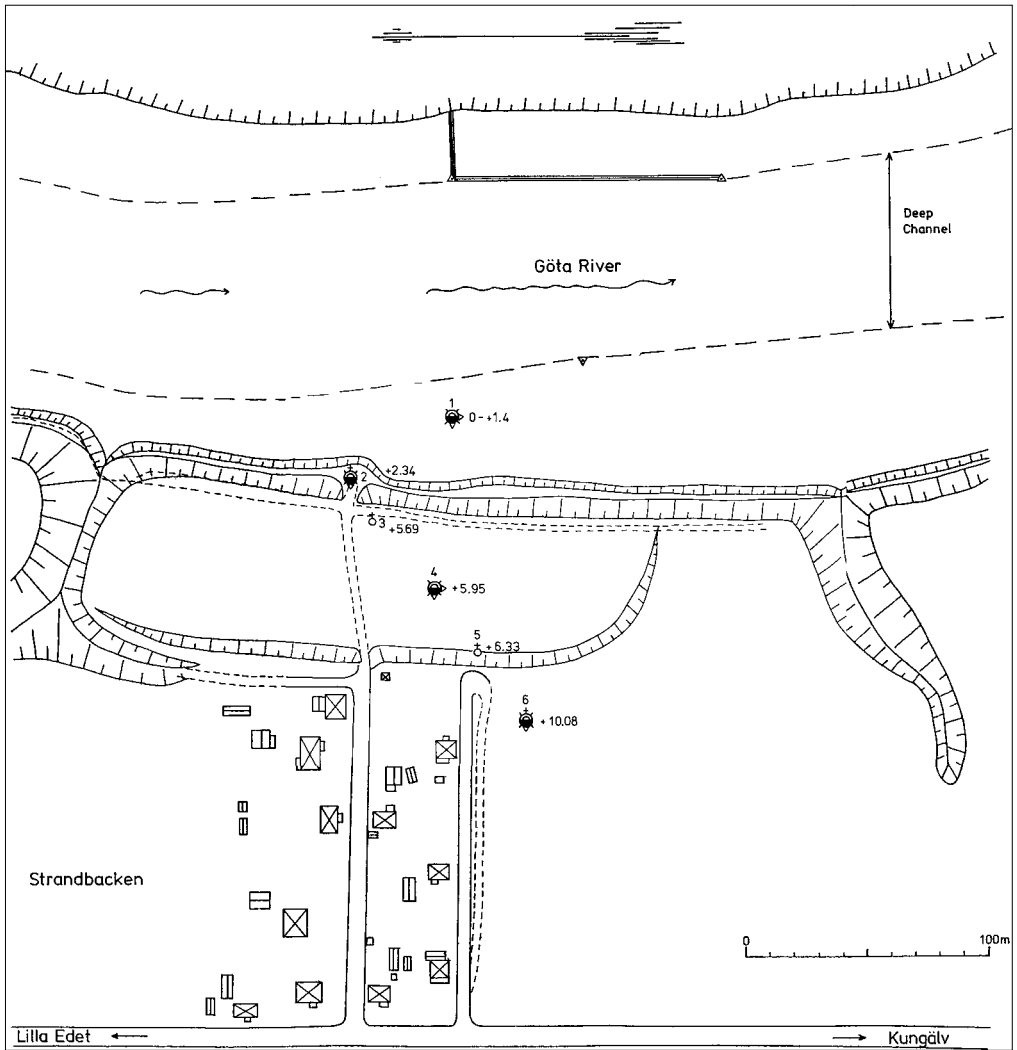 Deep
Channel
Göta River
1
0-+1.4
2
+2.34
3
+5.69
4
+5.95
5
+6.33
6
+10.08
Strandbacken
0
100m
Lilla Edet
Kungälv